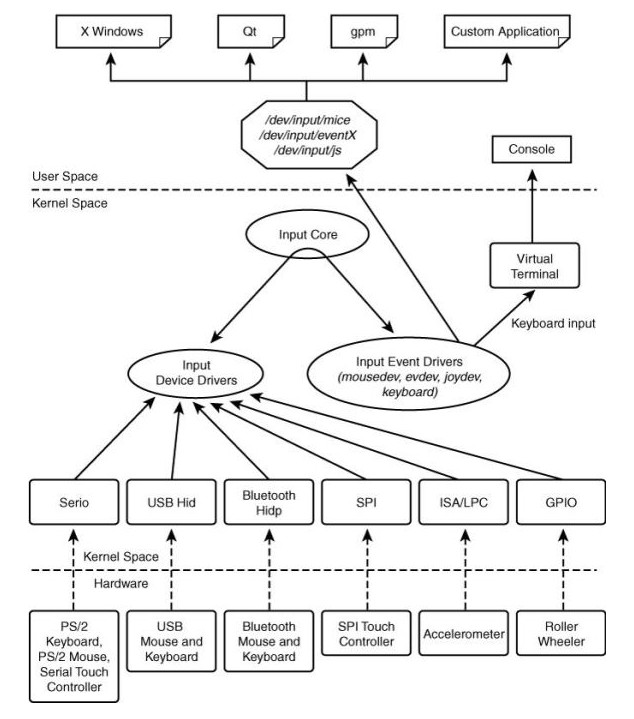 X Windows
Qt
gpm
Custom Application
/dev/input/mice
/dev/input/eventX
/dev/input/js
Console
User Space
Kernel Space
Input Core
Virtual
Terminal
Keyboard input
Input
Device Drivers
Input Event Drivers
(mousedev, evdev, joydev,
keyboard)
Serio
USB Hid
Bluetooth
Hidp
SPI
ISA/LPC
GPIO
Kernel Space
Hardware
PS/2
Keyboard,
PS/2 Mouse,
Serial Touch
Controller
USB
Mouse and
Keyboard
Bluetooth
Mouse and
Keyboard
SPI Touch
Controller
Accelerometer
Roller
Wheeler